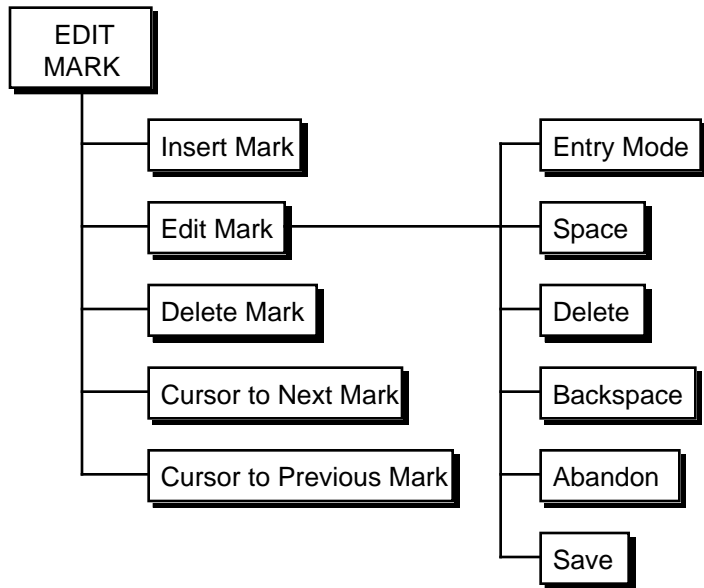 EDIT
MARK
Insert Mark
Edit Mark
Delete Mark
Cursor to Next Mark
Cursor to Previous Mark
Entry Mode
Space
Delete
Backspace
Abandon
Save